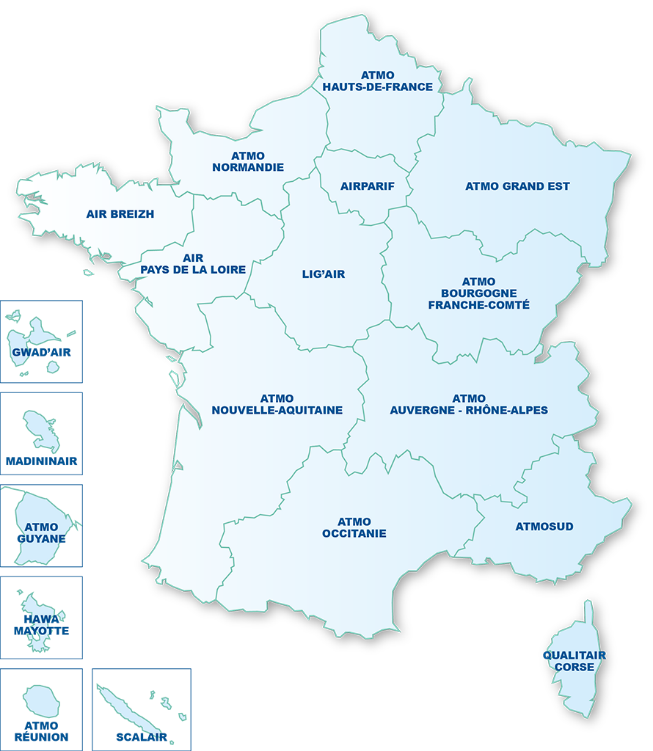 ATMO
HAUTS-DE-FRANCE
ATMO
NORMANDIE
AIRPARIF
ATMO GRAND EST
AIR BREIZH
AIR
PAYS DE LA LOIRE
LIG'AIR
ATMO
BOURGOGNE
FRANCHE-COMTÉ
GWAD'AIR
ATMO
NOUVELLE-AQUITAINE
ATMO
AUVERGNE - RHÔNE-ALPES
MADININAIR
ATMO
GUYANE
ATMO
OCCITANIE
ATMOSUD
HAWA
MAYOTTE
QUALITAIR
CORSE
ATMO
RÉUNION
SCALAIR